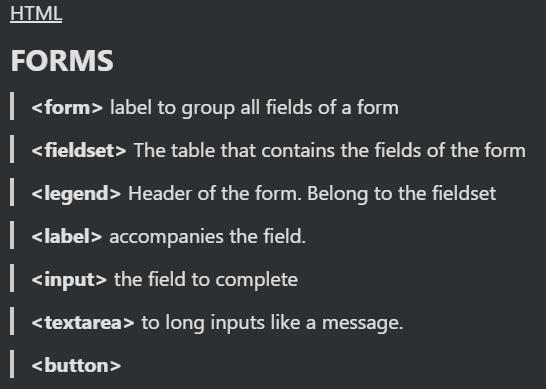 HTML
FORMS
<form> label to group all fields of a form
<fieldset> The table that contains the fields of the form
<legend> Header of the form. Belong to the fieldset
<label> accompanies the field.
<input> the field to complete
<textarea> to long inputs like a message.
<button>